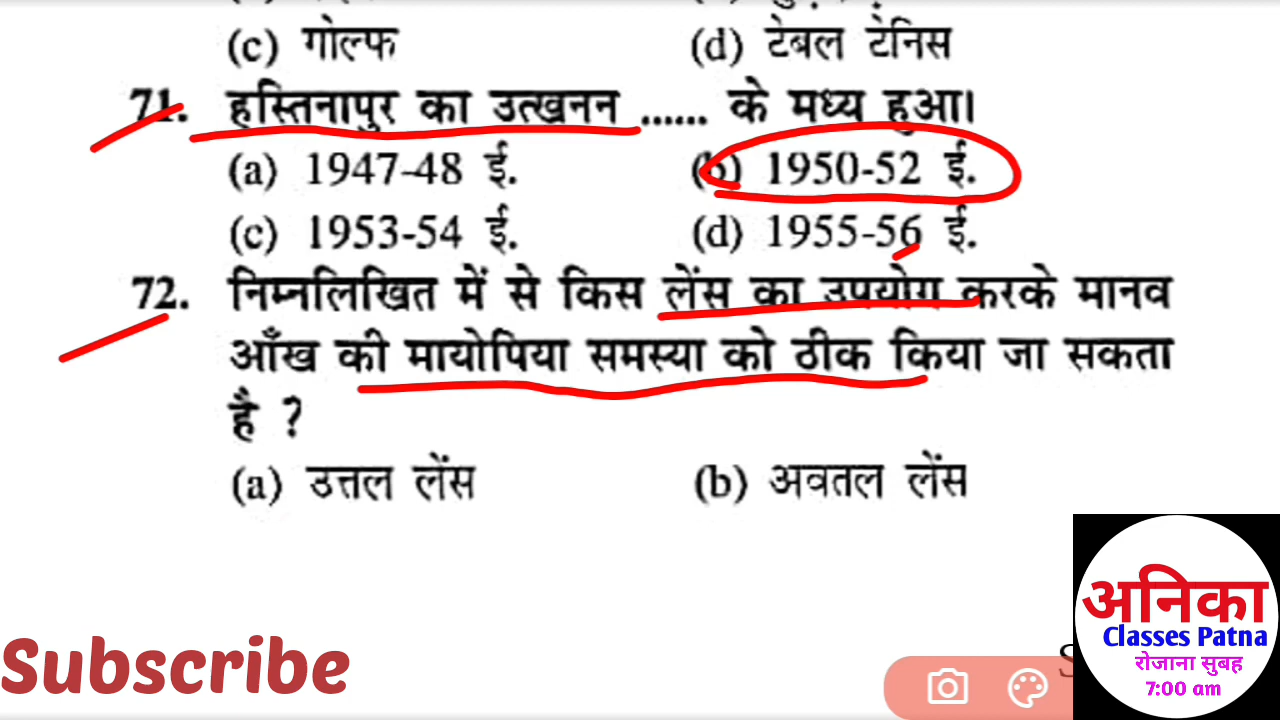 (c) गोल्फ (d) टेबल टेनिस
71. हस्तिनापुर का उत्खनन ...... के मध्य हुआ।
(a) 1947-48 ई. (b) 1950-52 ई.
(c) 1953-54 ई. (d) 1955-56 ई.
72. निम्नलिखित में से किस लेंस का उपयोग करके मानव
आँख की मायोपिया समस्या को ठीक किया जा सकता
है ?
(a) उत्तल लेंस (b) अवतल लेंस
अनिका
Classes Patna
रोजाना सुबह
7:00 am
Subscribe